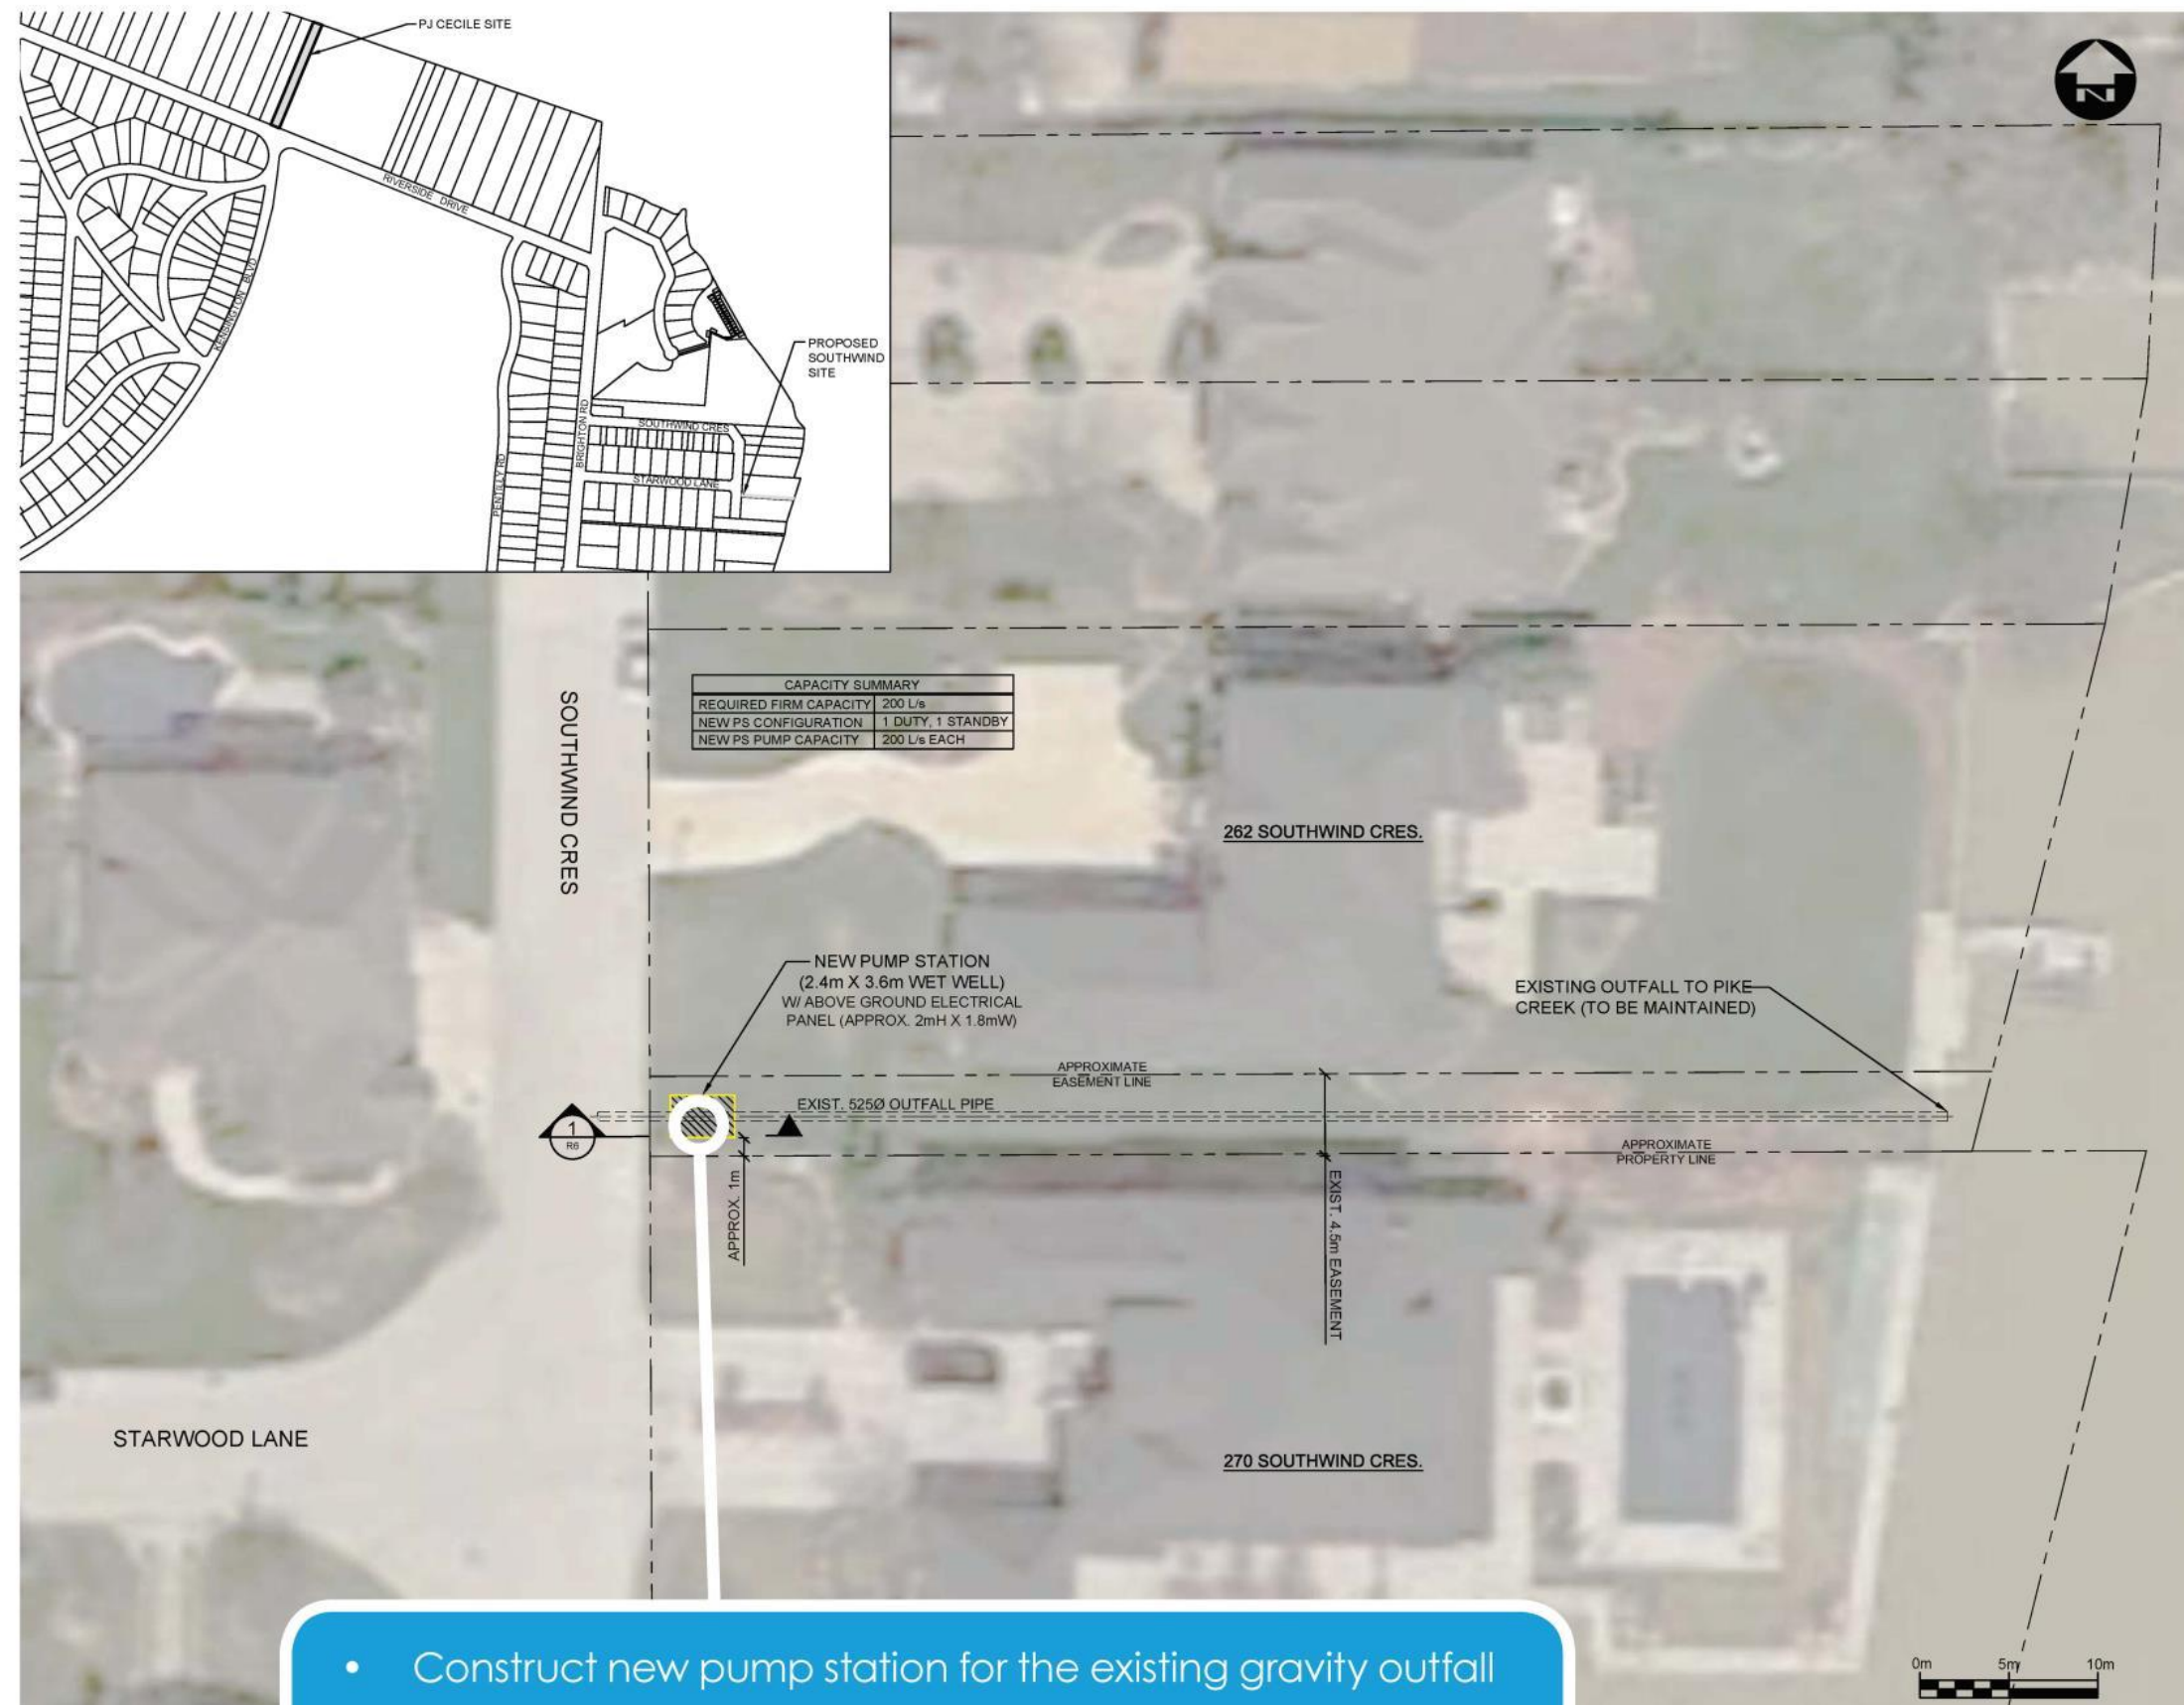 PJ CECILE SITE
RIVERSIDE DRIVE
KENSINGTON BLVD
PROPOSED
SOUTHWIND
SITE
BRIGHTON RD
SOUTHWIND CRES
PENTILLY RD
STARWOOD LANE
N
SOUTHWIND CRES
CAPACITY SUMMARY
REQUIRED FIRM CAPACITY 200 L/s
NEW PS CONFIGURATION 1 DUTY, 1 STANDBY
NEW PS PUMP CAPACITY 200 L/s EACH
262 SOUTHWIND CRES.
NEW PUMP STATION
(2.4m X 3.6m WET WELL)
W/ ABOVE GROUND ELECTRICAL
PANEL (APPROX. 2mH X 1.8mW)
EXISTING OUTFALL TO PIKE
CREEK (TO BE MAINTAINED)
APPROXIMATE
EASEMENT LINE
EXIST. 525Ø OUTFALL PIPE
1
R6
APPROXIMATE
PROPERTY LINE
APPROX. 1m
EXIST. 4.5m EASEMENT
STARWOOD LANE
270 SOUTHWIND CRES.
0m 5m 10m
• Construct new pump station for the existing gravity outfall